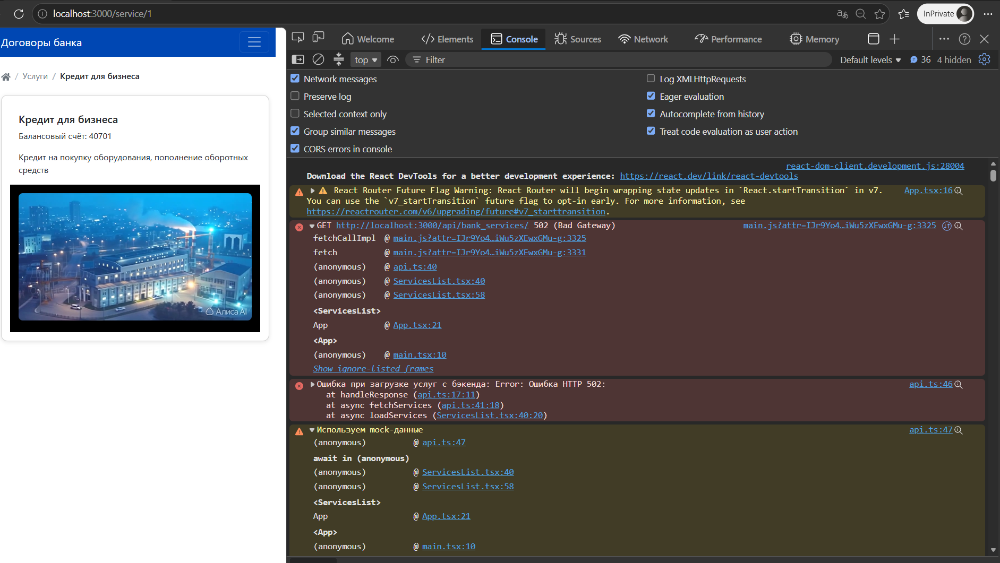 localhost:3000/service/1
InPrivate
Договоры банка
/ Услуги / Кредит для бизнеса
Кредит для бизнеса
Балансовый счёт: 40701
Кредит на покупку оборудования, пополнение оборотных
средств
Алиса AI
Welcome
Elements
Console
Sources
Network
Performance
Memory
top
Filter
Default levels
36
4 hidden
Network messages
Log XMLHttpRequests
Preserve log
Eager evaluation
Selected context only
Autocomplete from history
Group similar messages
Treat code evaluation as user action
CORS errors in console
react-dom-client.development.js:28004
Download the React DevTools for a better development experience: https://react.dev/link/react-devtools
React Router Future Flag Warning: React Router will begin wrapping state updates in `React.startTransition` in v7. App.tsx:16
You can use the `v7_startTransition` future flag to opt-in early. For more information, see
https://reactrouter.com/v6/upgrading/future#v7_starttransition.
GET http://localhost:3000/api/bank_services/ 502 (Bad Gateway) main.js?attr=IJr9Yo4…iWu5zXEwxGMu-g:3325
fetchCallImpl @ main.js?attr=IJr9Yo4…iWu5zXEwxGMu-g:3325
fetch @ main.js?attr=IJr9Yo4…iWu5zXEwxGMu-g:3331
(anonymous) @ api.ts:40
(anonymous) @ ServicesList.tsx:40
(anonymous) @ ServicesList.tsx:58
<ServicesList>
App @ App.tsx:21
<App>
(anonymous) @ main.tsx:10
Show ignore-listed frames
Ошибка при загрузке услуг с бэкенда: Error: Ошибка HTTP 502: api.ts:46
at handleResponse (api.ts:17:11)
at async fetchServices (api.ts:41:18)
at async loadServices (ServicesList.tsx:40:20)
Используем mock-данные api.ts:47
(anonymous) @ api.ts:47
await in (anonymous)
(anonymous) @ ServicesList.tsx:40
(anonymous) @ ServicesList.tsx:58
<ServicesList>
App @ App.tsx:21
<App>
(anonymous) @ main.tsx:10